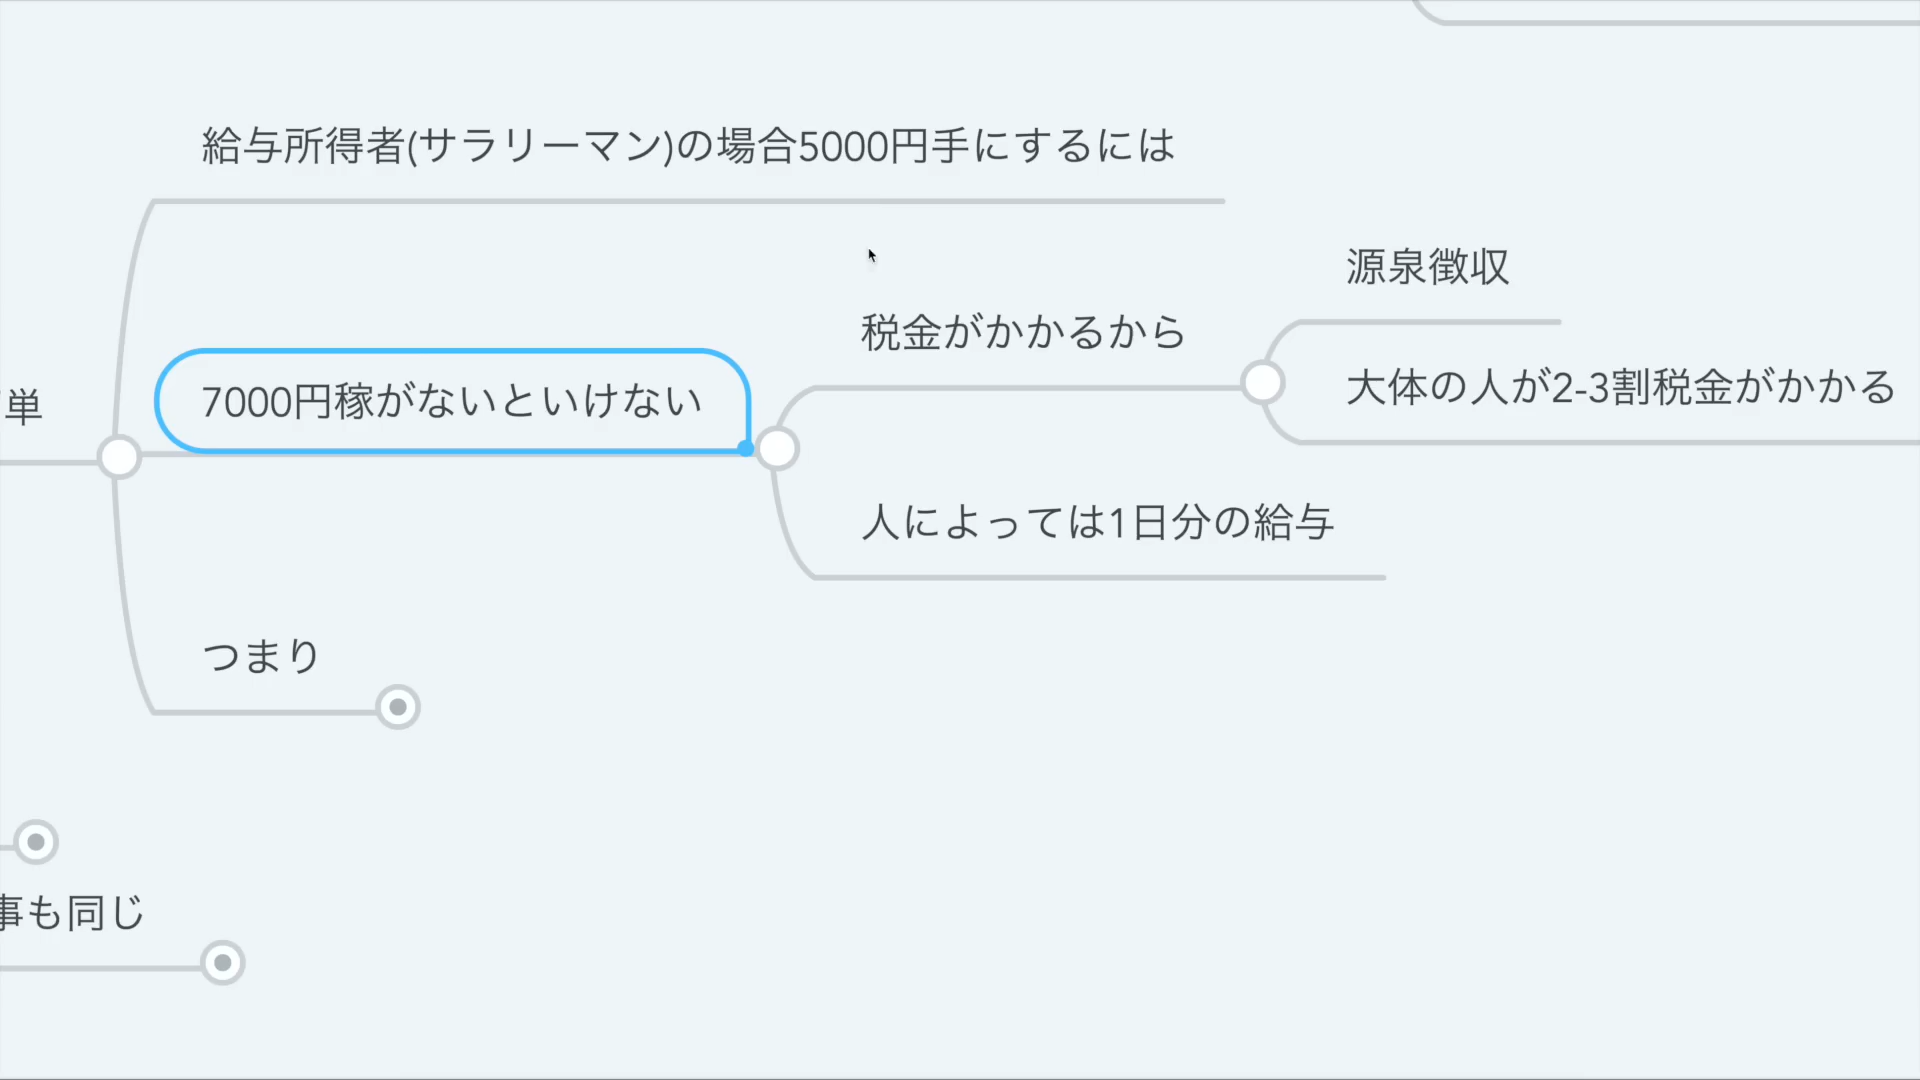 給与所得者(サラリーマン)の場合5000円手にするには
源泉徴収
税金がかかるから
大体の人が2-3割税金がかかる
単
7000円稼がないといけない
人によっては1日分の給与
つまり
事も同じ